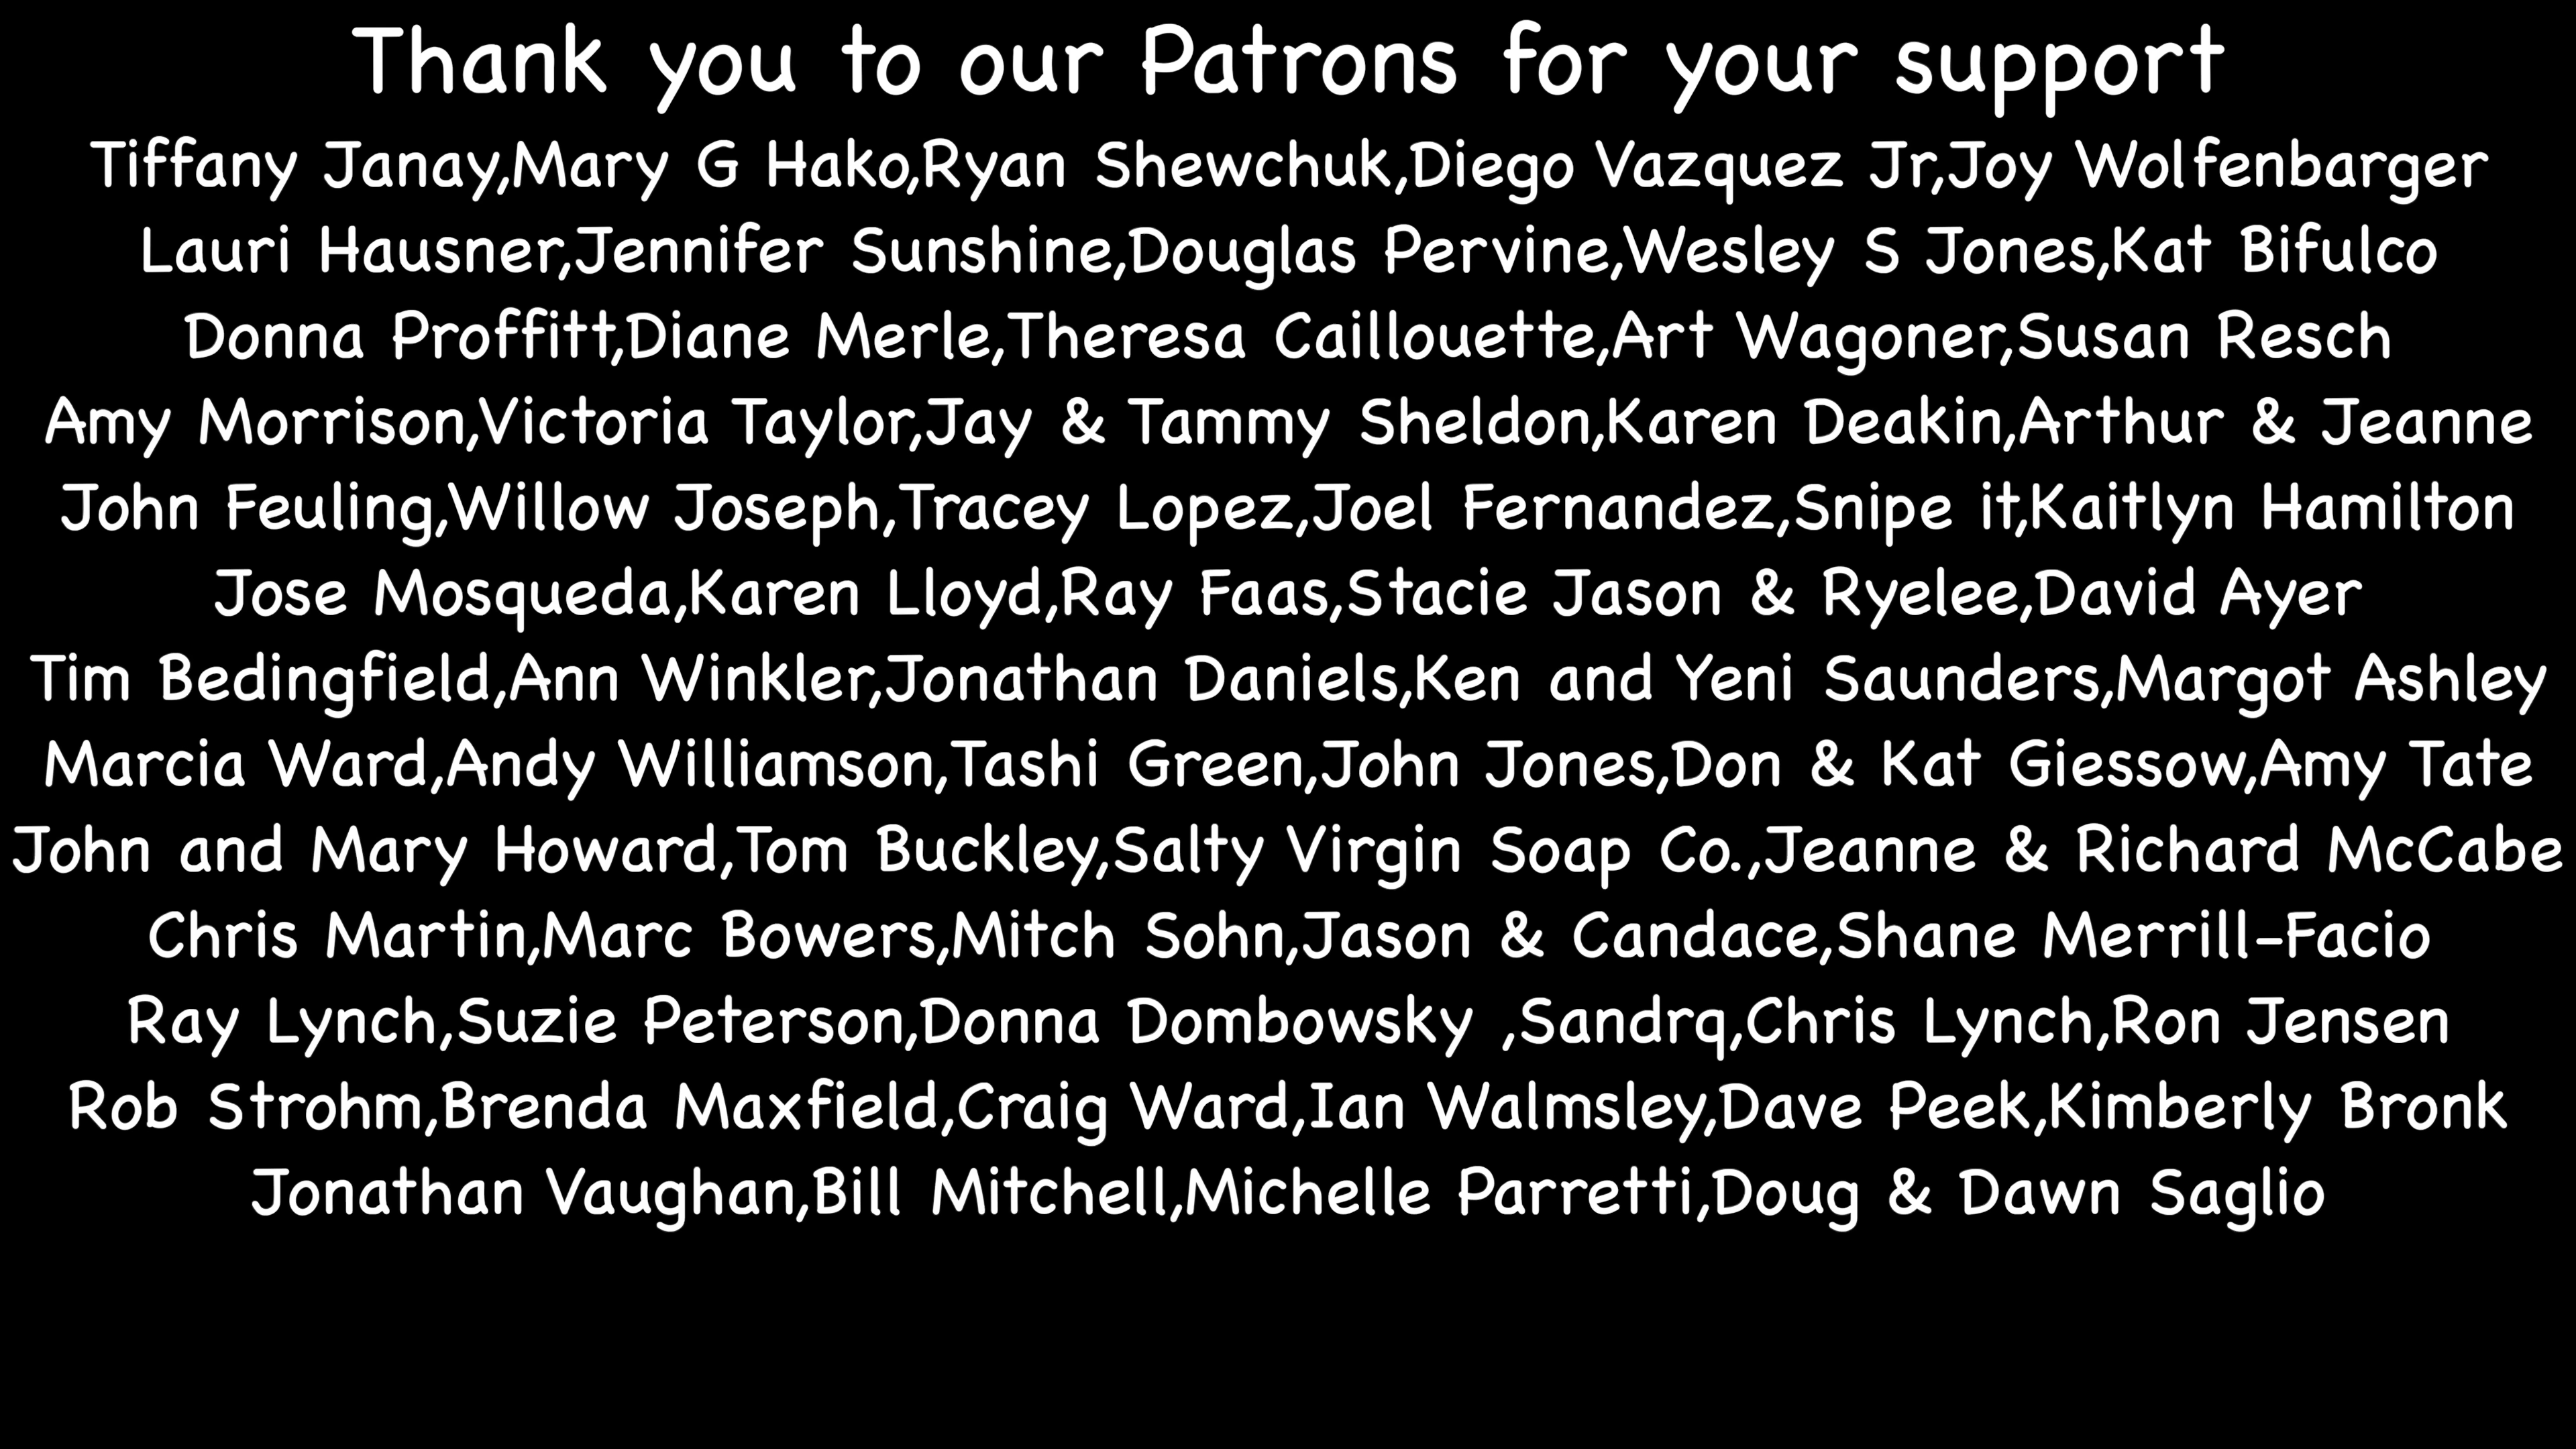 Thank you to our Patrons for your support
Tiffany Janay,Mary G Hako,Ryan Shewchuk,Diego Vazquez Jr,Joy Wolfenbarger
Lauri Hausner,Jennifer Sunshine,Douglas Pervine,Wesley S Jones,Kat Bifulco
Donna Proffitt,Diane Merle,Theresa Caillouette,Art Wagoner,Susan Resch
Amy Morrison,Victoria Taylor,Jay & Tammy Sheldon,Karen Deakin,Arthur & Jeanne
John Feuling,Willow Joseph,Tracey Lopez,Joel Fernandez,Snipe it,Kaitlyn Hamilton
Jose Mosqueda,Karen Lloyd,Ray Faas,Stacie Jason & Ryelee,David Ayer
Tim Bedingfield,Ann Winkler,Jonathan Daniels,Ken and Yeni Saunders,Margot Ashley
Marcia Ward,Andy Williamson,Tashi Green,John Jones,Don & Kat Giessow,Amy Tate
John and Mary Howard,Tom Buckley,Salty Virgin Soap Co.,Jeanne & Richard McCabe
Chris Martin,Marc Bowers,Mitch Sohn,Jason & Candace,Shane Merrill-Facio
Ray Lynch,Suzie Peterson,Donna Dombowsky ,Sandrq,Chris Lynch,Ron Jensen
Rob Strohm,Brenda Maxfield,Craig Ward,Ian Walmsley,Dave Peek,Kimberly Bronk
Jonathan Vaughan,Bill Mitchell,Michelle Parretti,Doug & Dawn Saglio